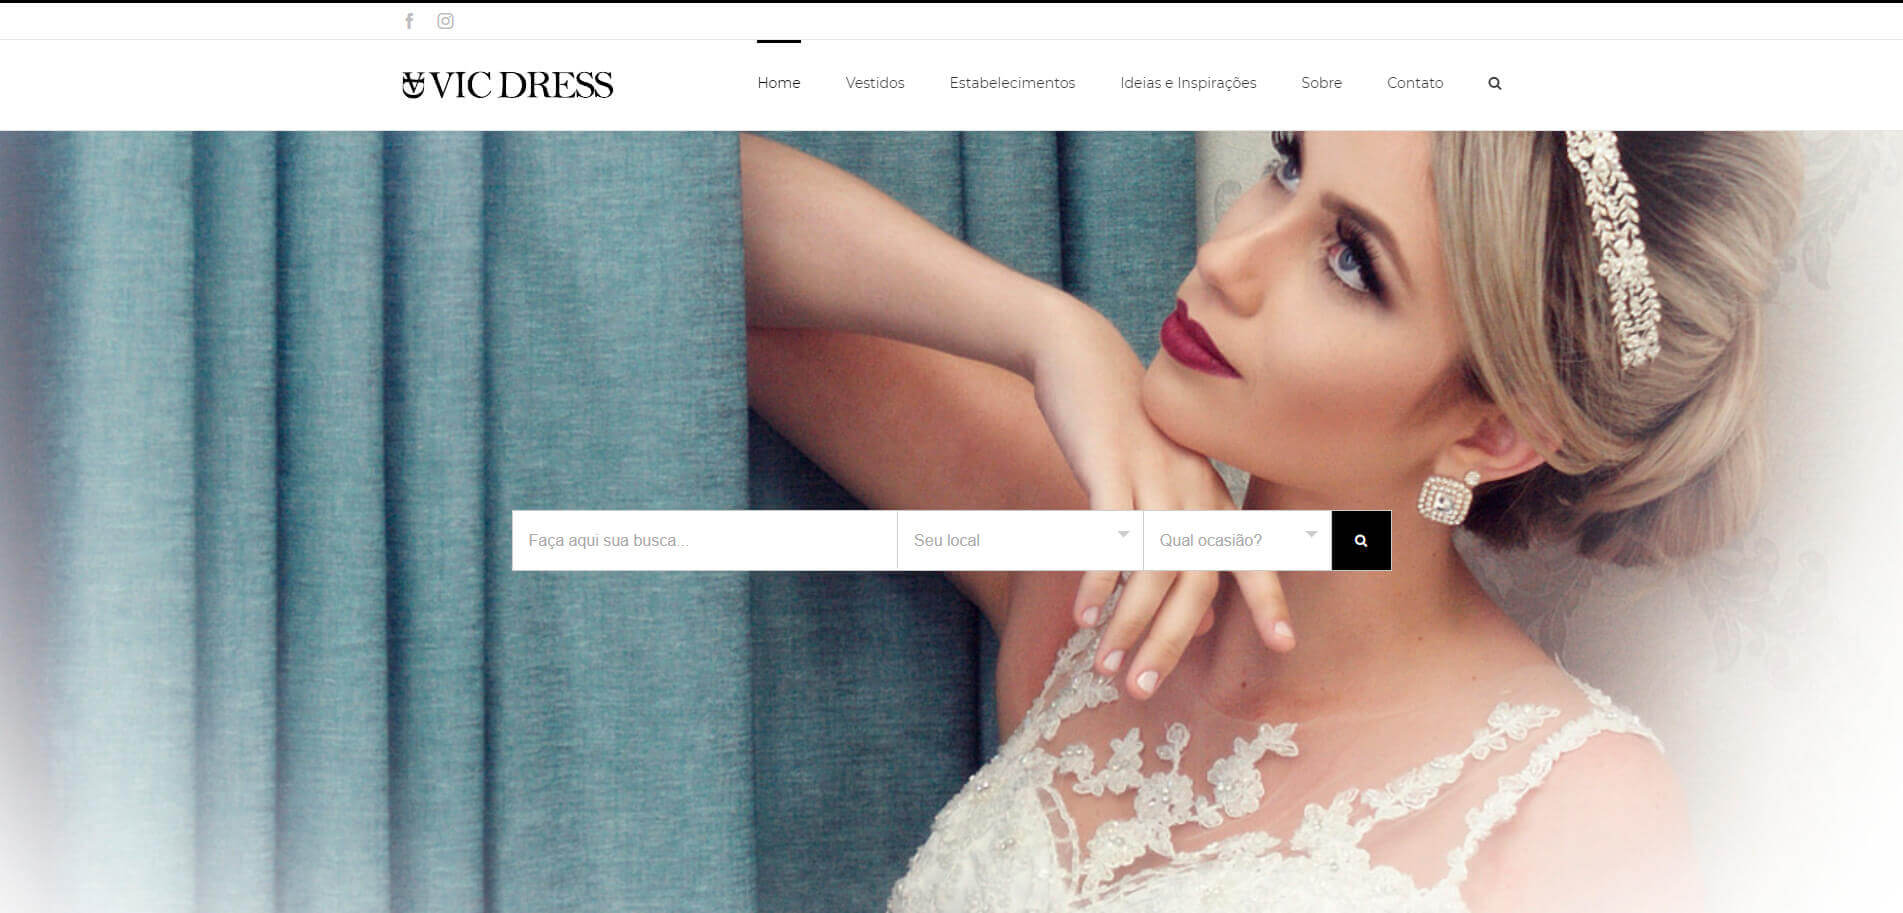 VIC DRESS
Home
Vestidos
Estabelecimentos
Ideias e Inspirações
Sobre
Contato
Faça aqui sua busca...
Seu local
Qual ocasião?